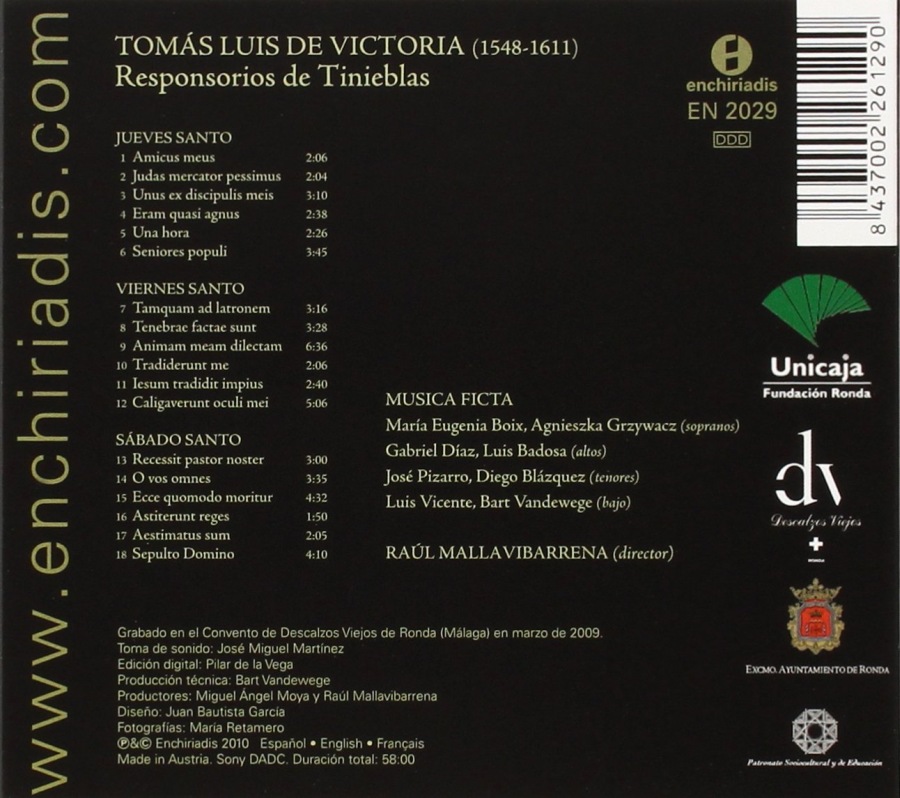 www.enchiriadis.com
TOMÁS LUIS DE VICTORIA (1548-1611)
Responsorios de Tinieblas
enchiriadis
EN 2029
DDD
8 437002 261290
JUEVES SANTO
1 Amicus meus 2:06
2 Judas mercator pessimus 2:04
3 Unus ex discipulis meis 3:10
4 Eram quasi agnus 2:38
5 Una hora 2:26
6 Seniores populi 3:45
VIERNES SANTO
7 Tamquam ad latronem 3:16
8 Tenebrae factae sunt 3:28
9 Animam meam dilectam 6:36
10 Tradiderunt me 2:06
11 Iesum tradidit impius 2:40
12 Caligaverunt oculi mei 5:06
SÁBADO SANTO
13 Recessit pastor noster 3:00
14 O vos omnes 3:35
15 Ecce quomodo moritur 4:32
16 Astiterunt reges 1:50
17 Aestimatus sum 2:05
18 Sepulto Domino 4:10
MUSICA FICTA
María Eugenia Boix, Agnieszka Grzywacz (sopranos)
Gabriel Díaz, Luis Badosa (altos)
José Pizarro, Diego Blázquez (tenores)
Luis Vicente, Bart Vandewege (bajo)
RAÚL MALLAVIBARRENA (director)
Unicaja
Fundación Ronda
dv
Descalzos Viejos
+
RONDA
EXCMO. AYUNTAMIENTO DE RONDA
Patronato Sociocultural y de Educación
Grabado en el Convento de Descalzos Viejos de Ronda (Málaga) en marzo de 2009.
Toma de sonido: José Miguel Martínez
Edición digital: Pilar de la Vega
Producción técnica: Bart Vandewege
Productores: Miguel Ángel Moya y Raúl Mallavibarrena
Diseño: Juan Bautista García
Fotografías: María Retamero
℗&© Enchiriadis 2010 Español • English • Français
Made in Austria. Sony DADC. Duración total: 58:00